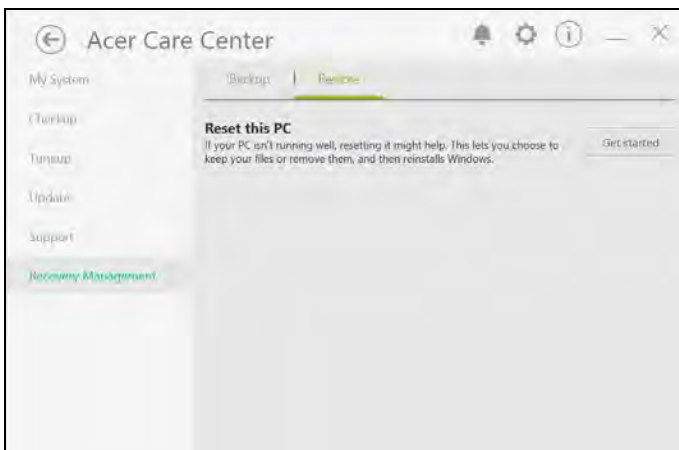 Acer Care Center
My System
Backup | Restore
Checkup
Reset this PC
If your PC isn't running well, resetting it might help. This lets you choose to
keep your files or remove them, and then reinstalls Windows.
Get started
Tuneup
Update
Support
Recovery Management